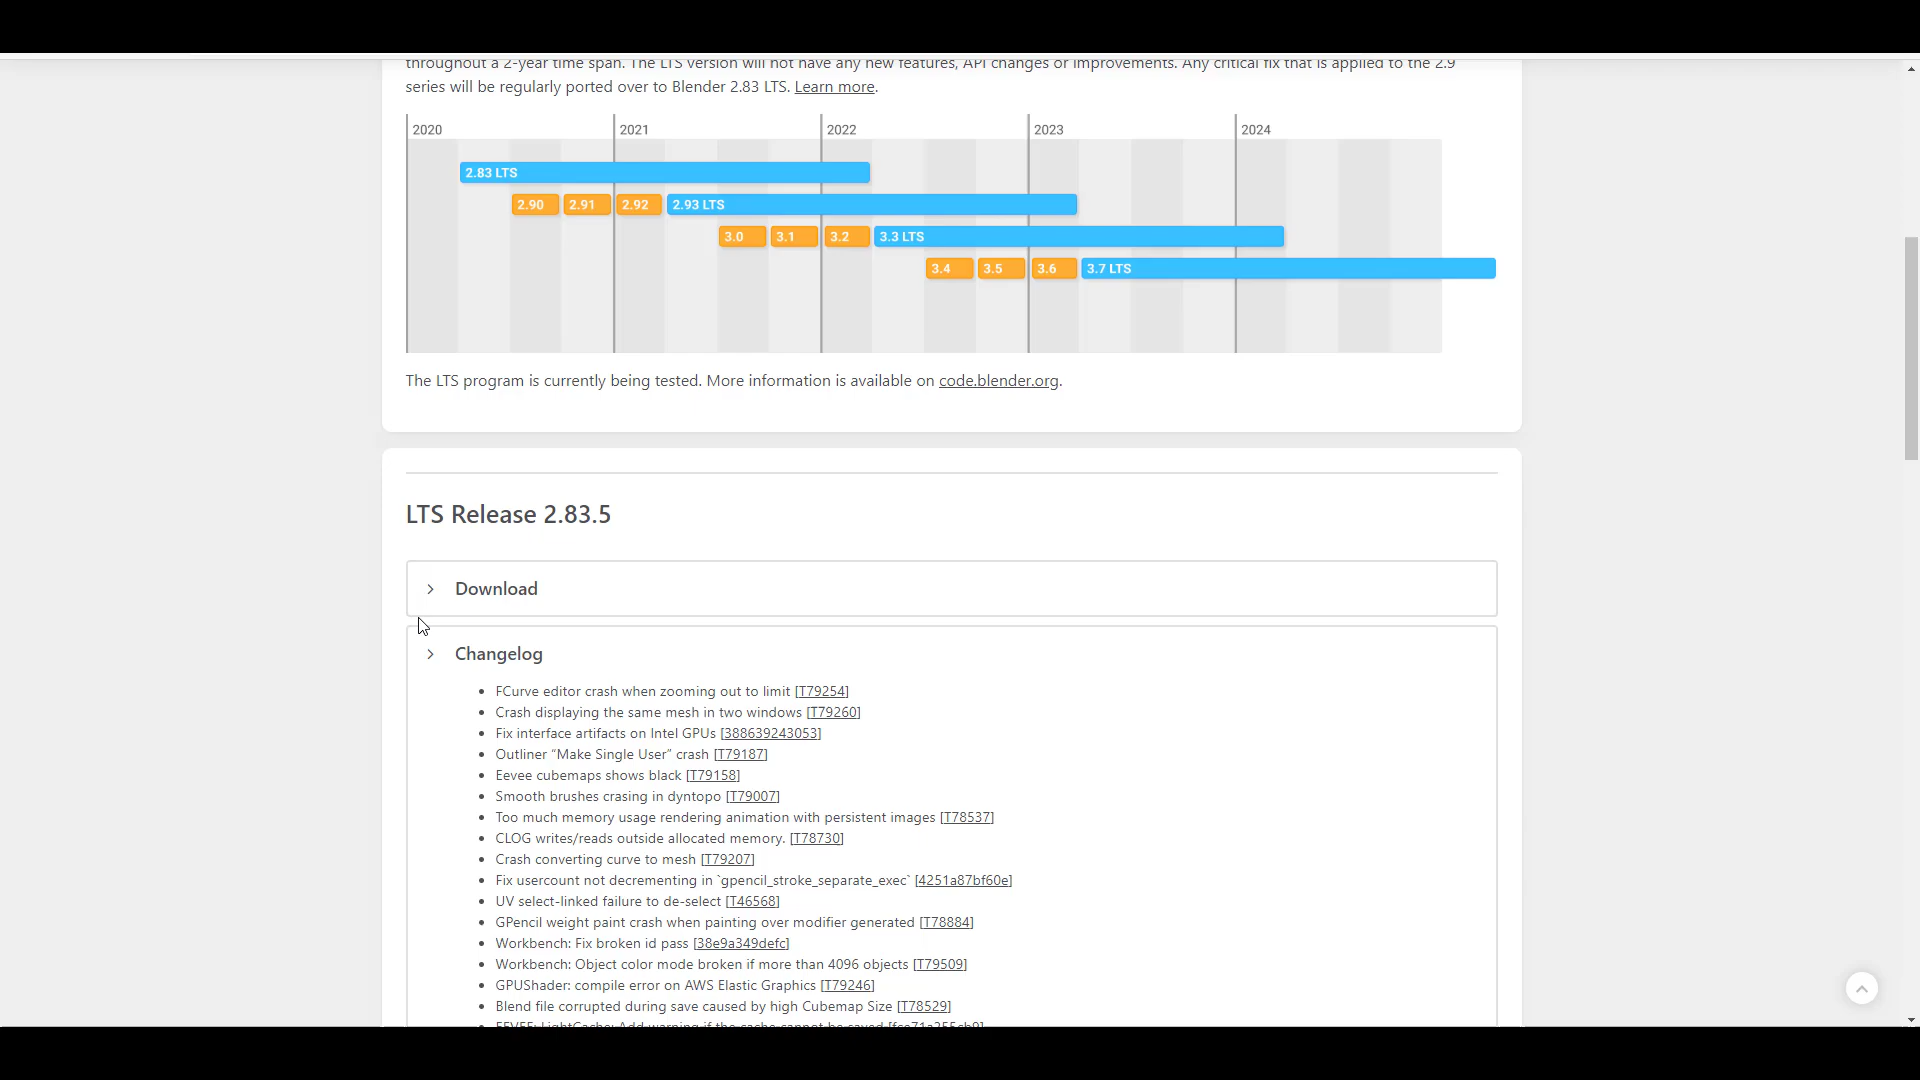 throughout a 2-year time span. The LTS version will not have any new features, API changes or improvements. Any critical fix that is applied to the 2.9
series will be regularly ported over to Blender 2.83 LTS. Learn more.
2020 2021 2022 2023 2024
2.83 LTS
2.90 2.91 2.92 2.93 LTS
3.0 3.1 3.2 3.3 LTS
3.4 3.5 3.6 3.7 LTS
The LTS program is currently being tested. More information is available on code.blender.org.
LTS Release 2.83.5
Download
Changelog
FCurve editor crash when zooming out to limit [T79254]
Crash displaying the same mesh in two windows [T79260]
Fix interface artifacts on Intel GPUs [388639243053]
Outliner “Make Single User” crash [T79187]
Eevee cubemaps shows black [T79158]
Smooth brushes crasing in dyntopo [T79007]
Too much memory usage rendering animation with persistent images [T78537]
CLOG writes/reads outside allocated memory. [T78730]
Crash converting curve to mesh [T79207]
Fix usercount not decrementing in `gpencil_stroke_separate_exec` [4251a87bf60e]
UV select-linked failure to de-select [T46568]
GPencil weight paint crash when painting over modifier generated [T78884]
Workbench: Fix broken id pass [38e9a349defc]
Workbench: Object color mode broken if more than 4096 objects [T79509]
GPUShader: compile error on AWS Elastic Graphics [T79246]
Blend file corrupted during save caused by high Cubemap Size [T78529]
EEVEE: LightCache: Add warning if the cache cannot be saved